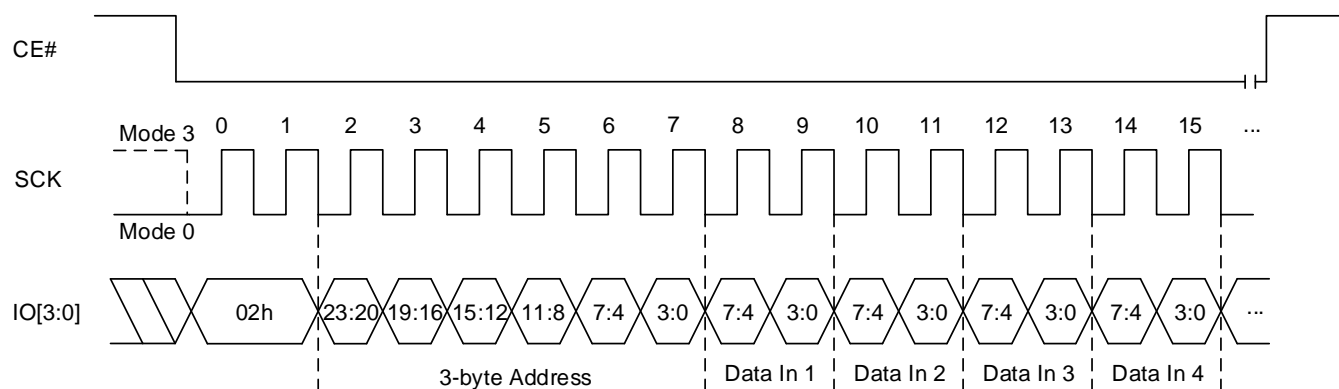 CE#
0 1 2 3 4 5 6 7 8 9 10 11 12 13 14 15 ...
Mode 3
SCK
Mode 0
IO[3:0] 02h 23:20 19:16 15:12 11:8 7:4 3:0 7:4 3:0 7:4 3:0 7:4 3:0 7:4 3:0 ...
3-byte Address Data In 1 Data In 2 Data In 3 Data In 4